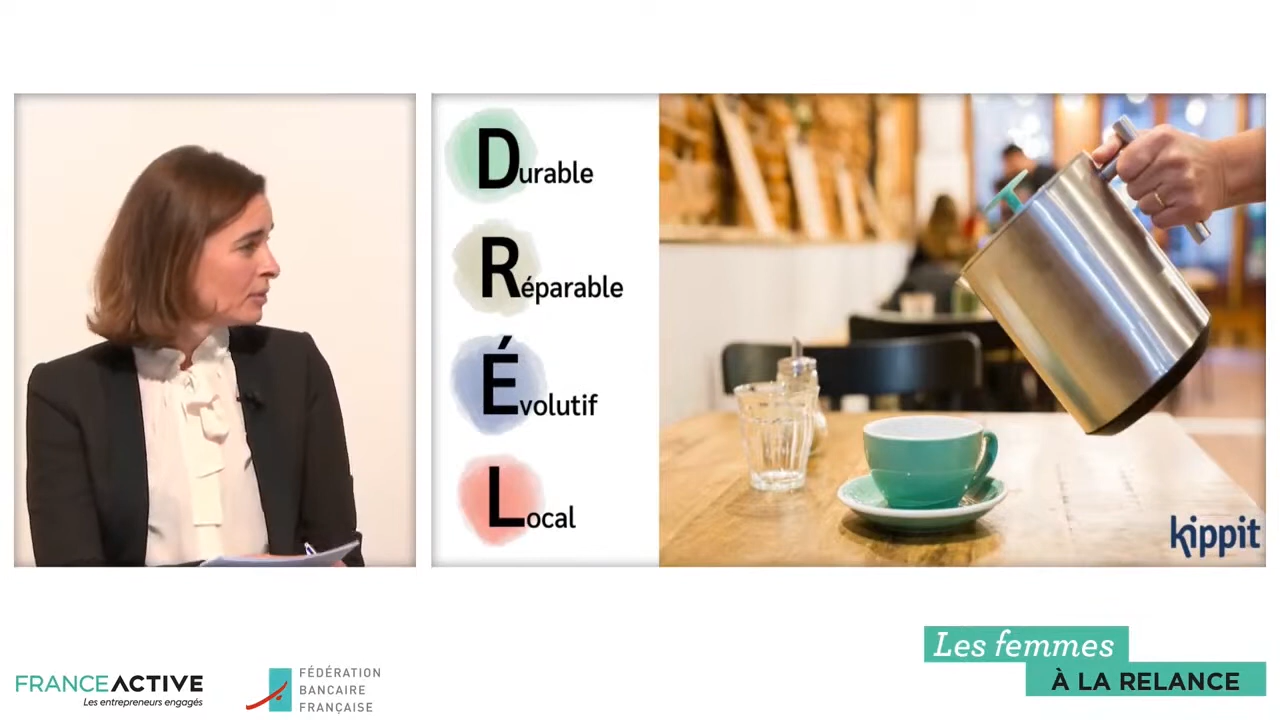 Durable
Réparable
Évolutif
Local
kippit
Les femmes
À LA RELANCE
FRANCE ACTIVE
Les entrepreneurs engagés
FÉDÉRATION
BANCAIRE
FRANÇAISE